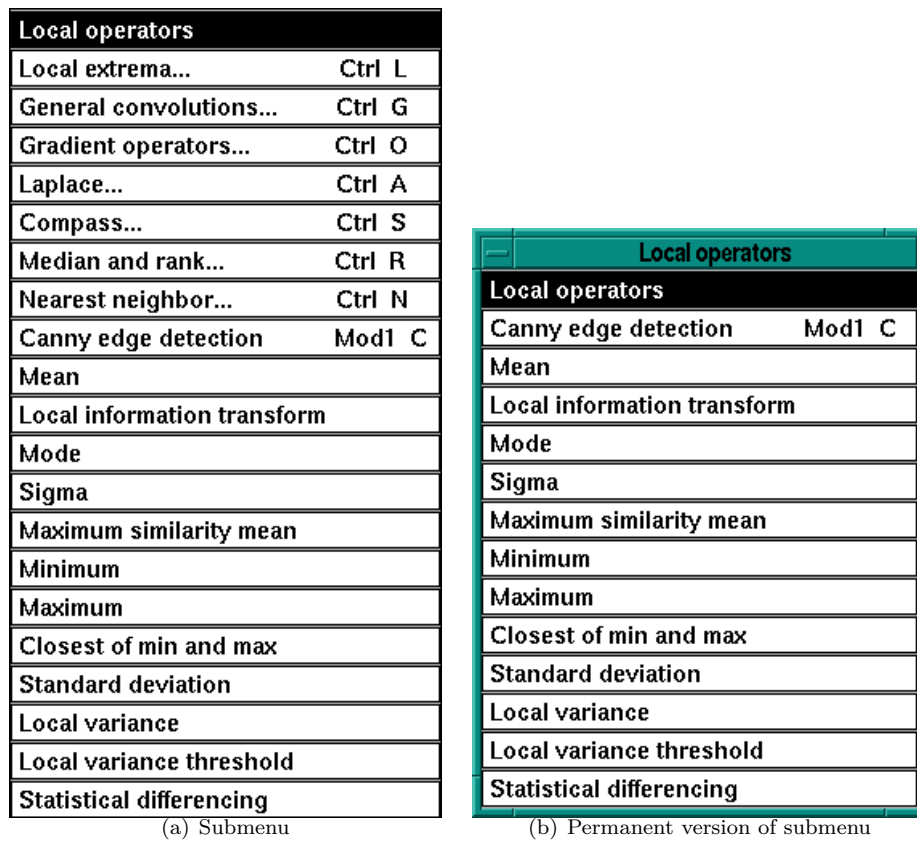 Local operators
Local extrema... Ctrl L
General convolutions... Ctrl G
Gradient operators... Ctrl O
Laplace... Ctrl A
Compass... Ctrl S
Median and rank... Ctrl R
Nearest neighbor... Ctrl N
Canny edge detection Mod1 C
Mean
Local information transform
Mode
Sigma
Maximum similarity mean
Minimum
Maximum
Closest of min and max
Standard deviation
Local variance
Local variance threshold
Statistical differencing
(a) Submenu
Local operators
Local operators
Canny edge detection Mod1 C
Mean
Local information transform
Mode
Sigma
Maximum similarity mean
Minimum
Maximum
Closest of min and max
Standard deviation
Local variance
Local variance threshold
Statistical differencing
(b) Permanent version of submenu